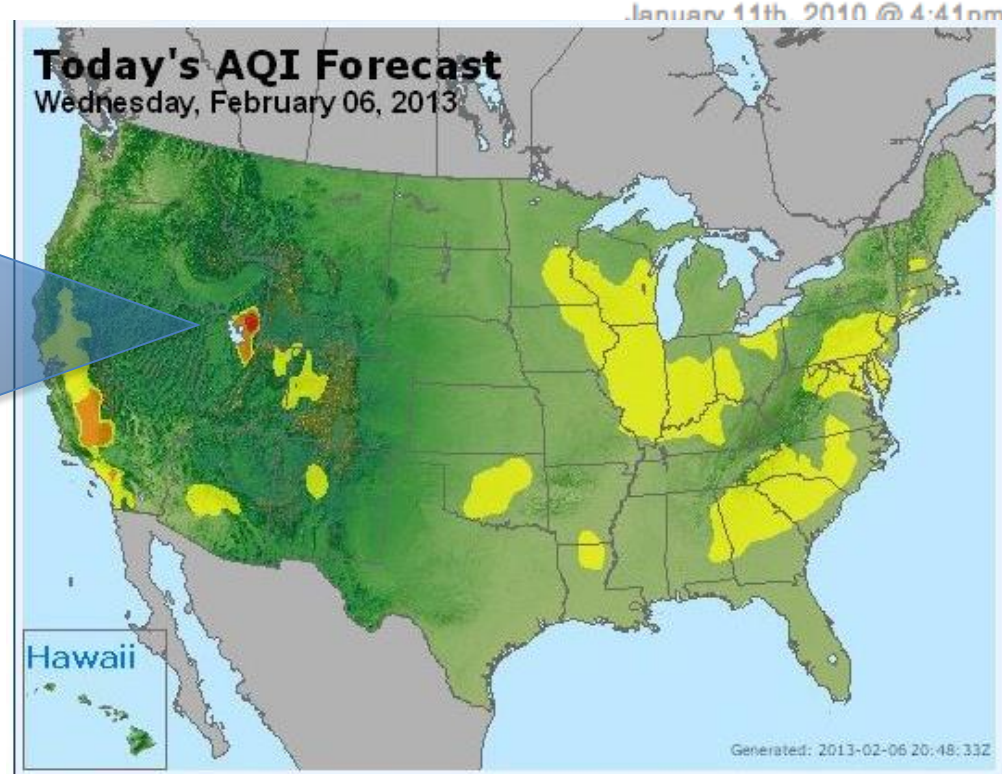 January 11th, 2010 @ 4:41pm
Today's AQI Forecast
Wednesday, February 06, 2013
Hawaii
Generated: 2013-02-06 20:48:33Z